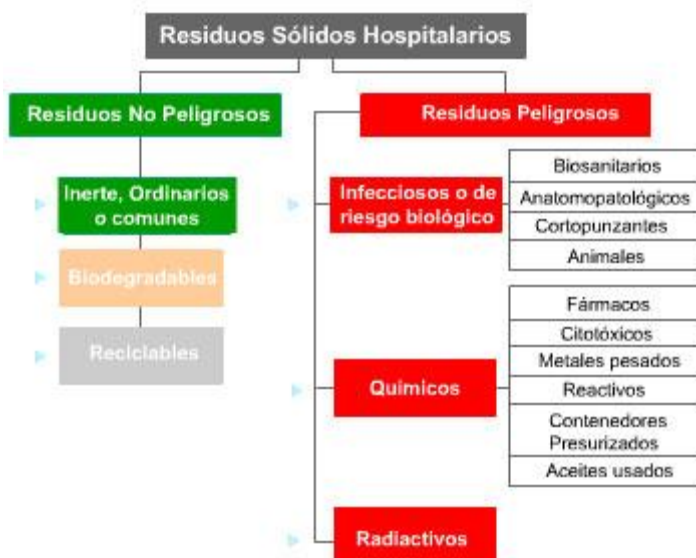 Residuos Sólidos Hospitalarios
Residuos No Peligrosos
Residuos Peligrosos
Inerte, Ordinarios
o comunes
Biodegradables
Reciclables
Infecciosos o de
riesgo biológico
Biosanitarios
Anatomopatológicos
Cortopunzantes
Animales
Químicos
Fármacos
Citotóxicos
Metales pesados
Reactivos
Contenedores
Presurizados
Aceites usados
Radiactivos